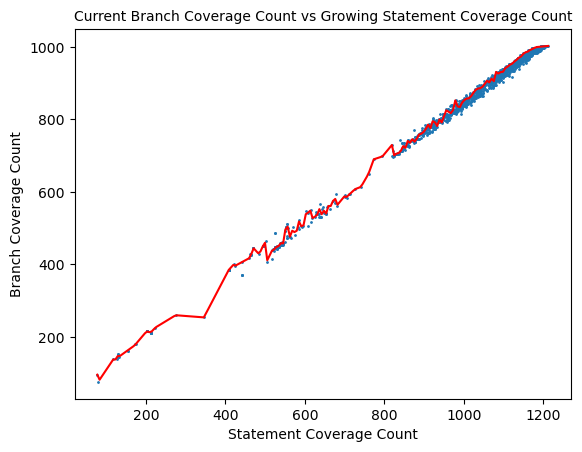 Current Branch Coverage Count vs Growing Statement Coverage Count
1000
800
600
400
200
Branch Coverage Count
200 400 600 800 1000 1200
Statement Coverage Count